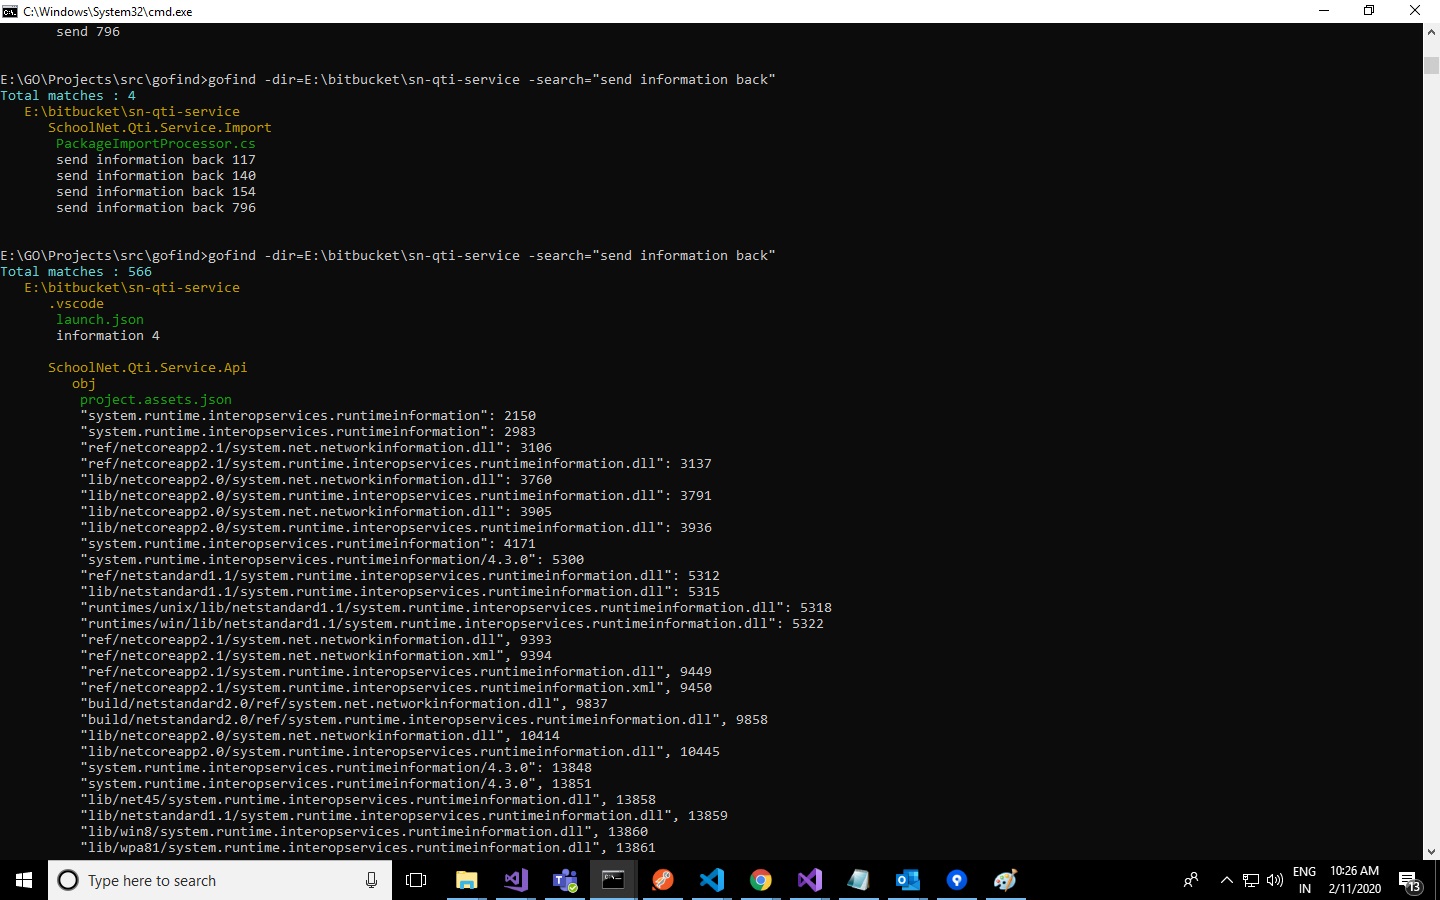 C:\Windows\System32\cmd.exe
send 796
E:\GO\Projects\src\gofind>gofind -dir=E:\bitbucket\sn-qti-service -search="send information back"
Total matches : 4
E:\bitbucket\sn-qti-service
SchoolNet.Qti.Service.Import
PackageImportProcessor.cs
send information back 117
send information back 140
send information back 154
send information back 796
E:\GO\Projects\src\gofind>gofind -dir=E:\bitbucket\sn-qti-service -search="send information back"
Total matches : 566
E:\bitbucket\sn-qti-service
.vscode
launch.json
information 4
SchoolNet.Qti.Service.Api
obj
project.assets.json
"system.runtime.interopservices.runtimeinformation": 2150
"system.runtime.interopservices.runtimeinformation": 2983
"ref/netcoreapp2.1/system.net.networkinformation.dll": 3106
"ref/netcoreapp2.1/system.runtime.interopservices.runtimeinformation.dll": 3137
"lib/netcoreapp2.0/system.net.networkinformation.dll": 3760
"lib/netcoreapp2.0/system.runtime.interopservices.runtimeinformation.dll": 3791
"lib/netcoreapp2.0/system.net.networkinformation.dll": 3905
"lib/netcoreapp2.0/system.runtime.interopservices.runtimeinformation.dll": 3936
"system.runtime.interopservices.runtimeinformation": 4171
"system.runtime.interopservices.runtimeinformation/4.3.0": 5300
"ref/netstandard1.1/system.runtime.interopservices.runtimeinformation.dll": 5312
"lib/netstandard1.1/system.runtime.interopservices.runtimeinformation.dll": 5315
"runtimes/unix/lib/netstandard1.1/system.runtime.interopservices.runtimeinformation.dll": 5318
"runtimes/win/lib/netstandard1.1/system.runtime.interopservices.runtimeinformation.dll": 5322
"ref/netcoreapp2.1/system.net.networkinformation.dll", 9393
"ref/netcoreapp2.1/system.net.networkinformation.xml", 9394
"ref/netcoreapp2.1/system.runtime.interopservices.runtimeinformation.dll", 9449
"ref/netcoreapp2.1/system.runtime.interopservices.runtimeinformation.xml", 9450
"build/netstandard2.0/ref/system.net.networkinformation.dll", 9837
"build/netstandard2.0/ref/system.runtime.interopservices.runtimeinformation.dll", 9858
"lib/netcoreapp2.0/system.net.networkinformation.dll", 10414
"lib/netcoreapp2.0/system.runtime.interopservices.runtimeinformation.dll", 10445
"system.runtime.interopservices.runtimeinformation/4.3.0": 13848
"system.runtime.interopservices.runtimeinformation/4.3.0", 13851
"lib/net45/system.runtime.interopservices.runtimeinformation.dll", 13858
"lib/netstandard1.1/system.runtime.interopservices.runtimeinformation.dll", 13859
"lib/win8/system.runtime.interopservices.runtimeinformation.dll", 13860
"lib/wpa81/system.runtime.interopservices.runtimeinformation.dll", 13861
Type here to search
ENG
IN
10:26 AM
2/11/2020
13